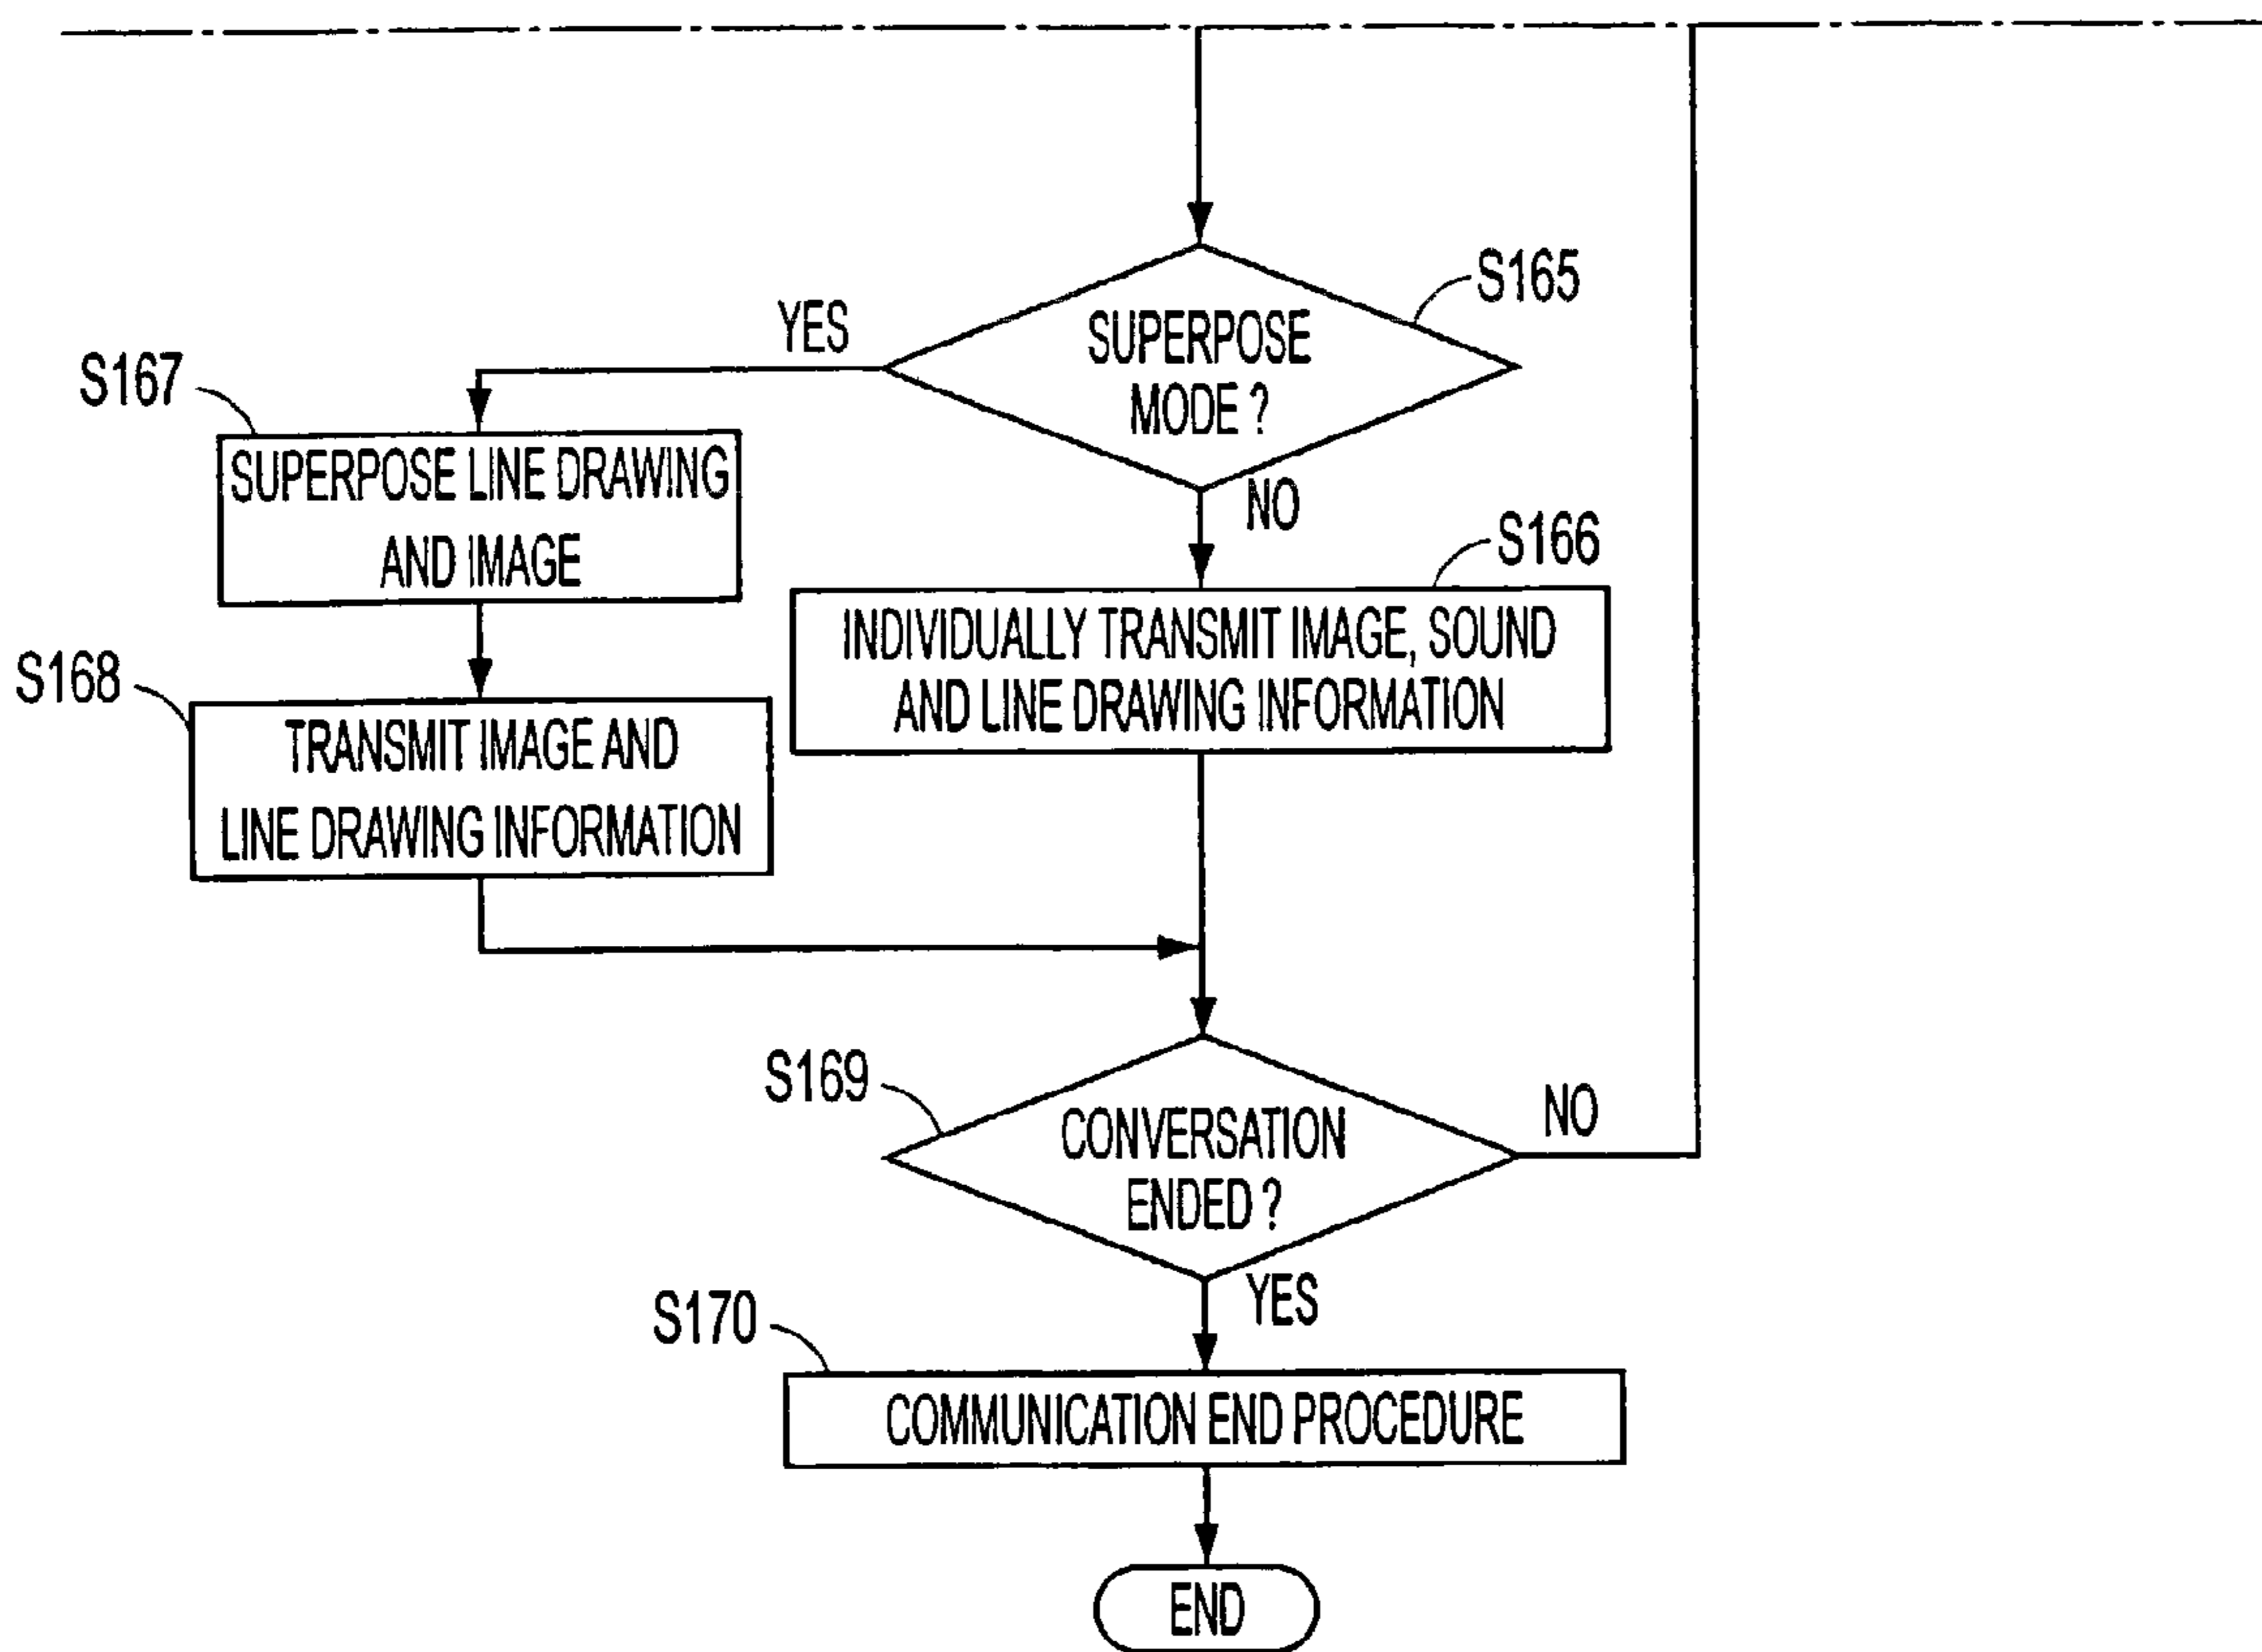 S165
SUPERPOSE
MODE ?
YES
NO
S167
SUPERPOSE LINE DRAWING
AND IMAGE
S166
INDIVIDUALLY TRANSMIT IMAGE, SOUND
AND LINE DRAWING INFORMATION
S168
TRANSMIT IMAGE AND
LINE DRAWING INFORMATION
S169
CONVERSATION
ENDED ?
NO
YES
S170
COMMUNICATION END PROCEDURE
END